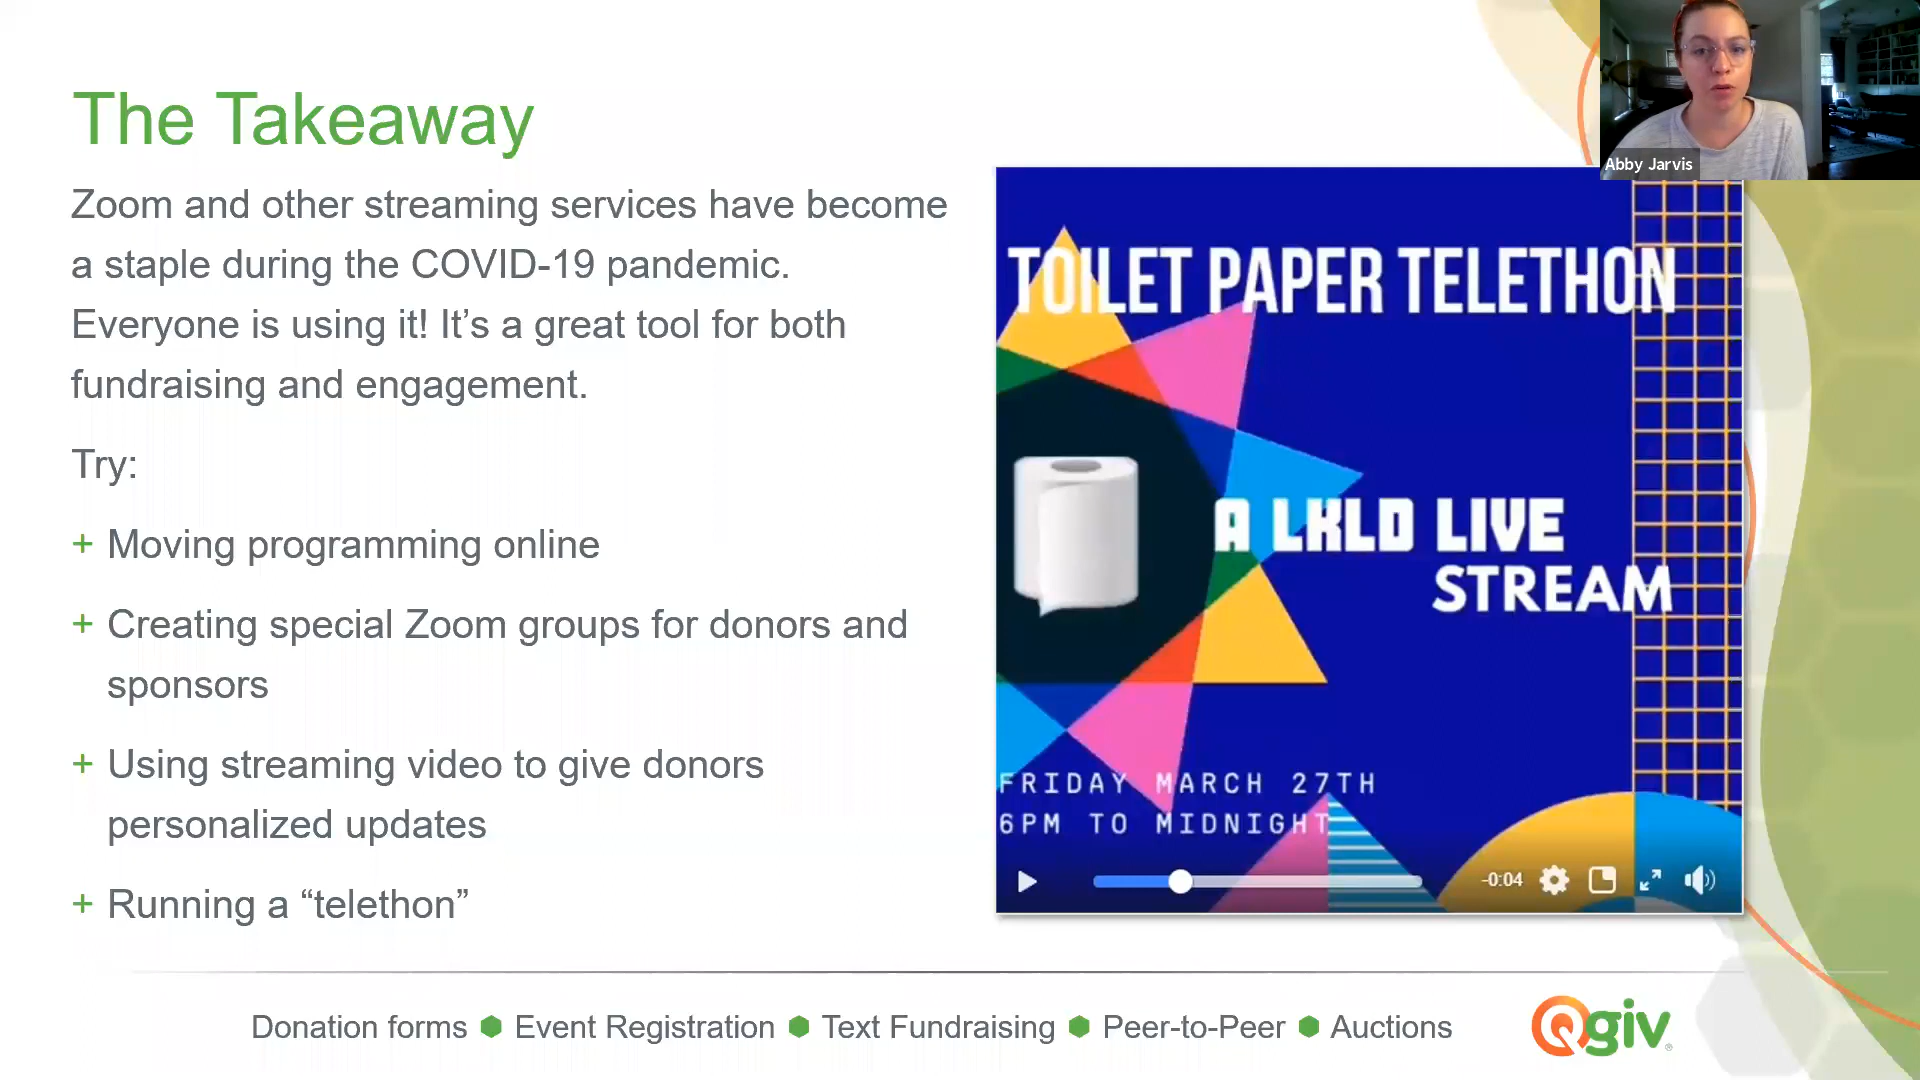 The Takeaway
Zoom and other streaming services have become
a staple during the COVID-19 pandemic.
Everyone is using it! It’s a great tool for both
fundraising and engagement.
Try:
+ Moving programming online
+ Creating special Zoom groups for donors and
sponsors
+ Using streaming video to give donors
personalized updates
+ Running a “telethon”
Abby Jarvis
TOILET PAPER TELETHON
A LKLD LIVE
STREAM
FRIDAY MARCH 27TH
6PM TO MIDNIGHT
-0:04
Donation forms Event Registration Text Fundraising Peer-to-Peer Auctions
Qgiv